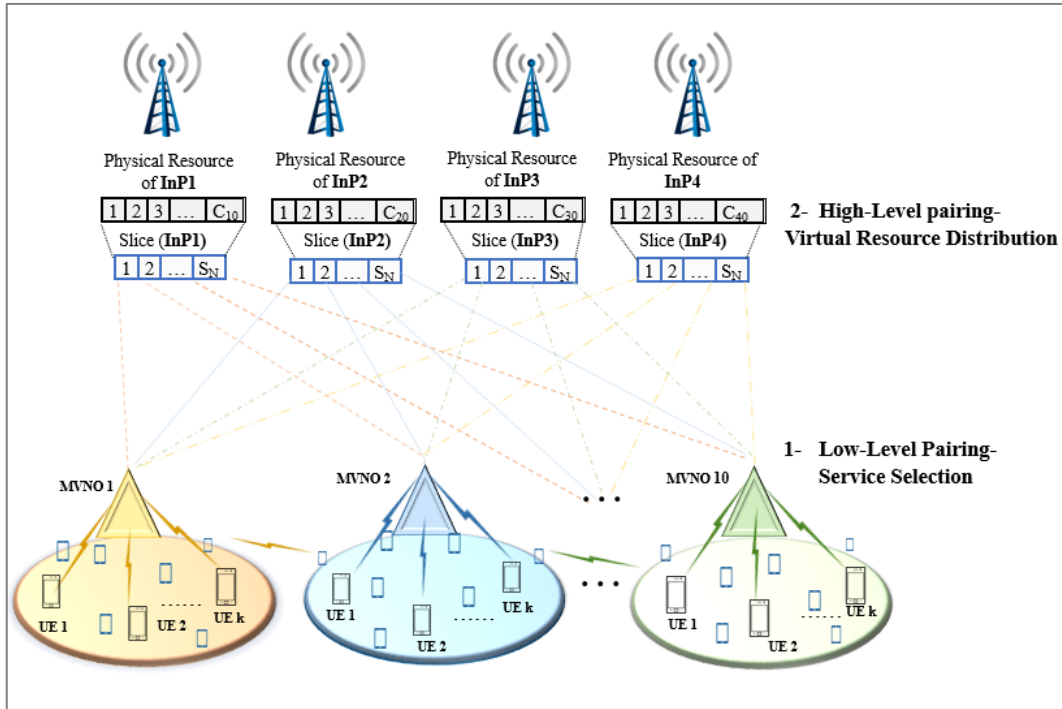 Physical Resource
of InP1
Physical Resource
of InP2
Physical Resource
of InP3
Physical Resource of
InP4
1 2 3 … C10
1 2 3 … C20
1 2 3 … C30
1 2 3 … C40
Slice (InP1)
Slice (InP2)
Slice (InP3)
Slice (InP4)
1 2 … SN
1 2 … SN
1 2 … SN
1 2 … SN
2- High-Level pairing-
Virtual Resource Distribution
1- Low-Level Pairing-
Service Selection
MVNO 1
MVNO 2
• • •
MVNO 10
UE 1
UE 2
......
UE k
UE 1
UE 2
......
UE k
• • •
UE 1
UE 2
......
UE k